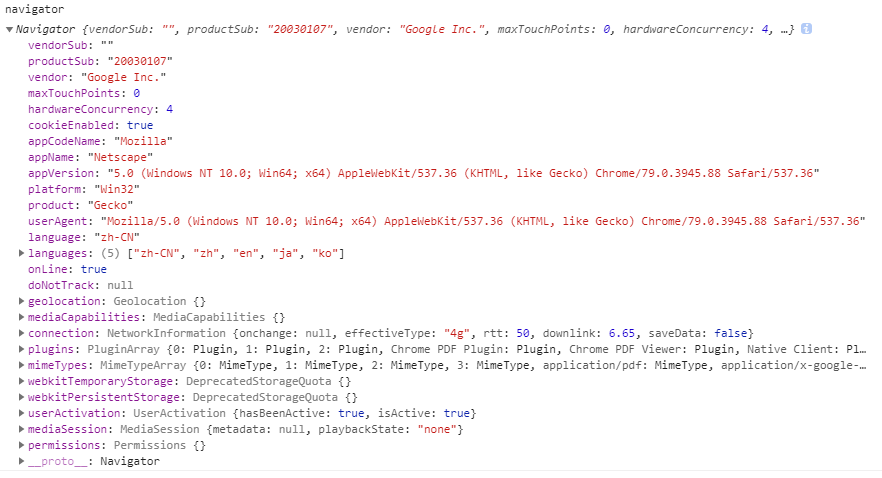 navigator
Navigator {vendorSub: "", productSub: "20030107", vendor: "Google Inc.", maxTouchPoints: 0, hardwareConcurrency: 4, …} i
vendorSub: ""
productSub: "20030107"
vendor: "Google Inc."
maxTouchPoints: 0
hardwareConcurrency: 4
cookieEnabled: true
appCodeName: "Mozilla"
appName: "Netscape"
appVersion: "5.0 (Windows NT 10.0; Win64; x64) AppleWebKit/537.36 (KHTML, like Gecko) Chrome/79.0.3945.88 Safari/537.36"
platform: "Win32"
product: "Gecko"
userAgent: "Mozilla/5.0 (Windows NT 10.0; Win64; x64) AppleWebKit/537.36 (KHTML, like Gecko) Chrome/79.0.3945.88 Safari/537.36"
language: "zh-CN"
languages: (5) ["zh-CN", "zh", "en", "ja", "ko"]
onLine: true
doNotTrack: null
geolocation: Geolocation {}
mediaCapabilities: MediaCapabilities {}
connection: NetworkInformation {onchange: null, effectiveType: "4g", rtt: 50, downlink: 6.65, saveData: false}
plugins: PluginArray {0: Plugin, 1: Plugin, 2: Plugin, Chrome PDF Plugin: Plugin, Chrome PDF Viewer: Plugin, Native Client: Pl…
mimeTypes: MimeTypeArray {0: MimeType, 1: MimeType, 2: MimeType, 3: MimeType, application/pdf: MimeType, application/x-google-…
webkitTemporaryStorage: DeprecatedStorageQuota {}
webkitPersistentStorage: DeprecatedStorageQuota {}
userActivation: UserActivation {hasBeenActive: true, isActive: true}
mediaSession: MediaSession {metadata: null, playbackState: "none"}
permissions: Permissions {}
__proto__: Navigator